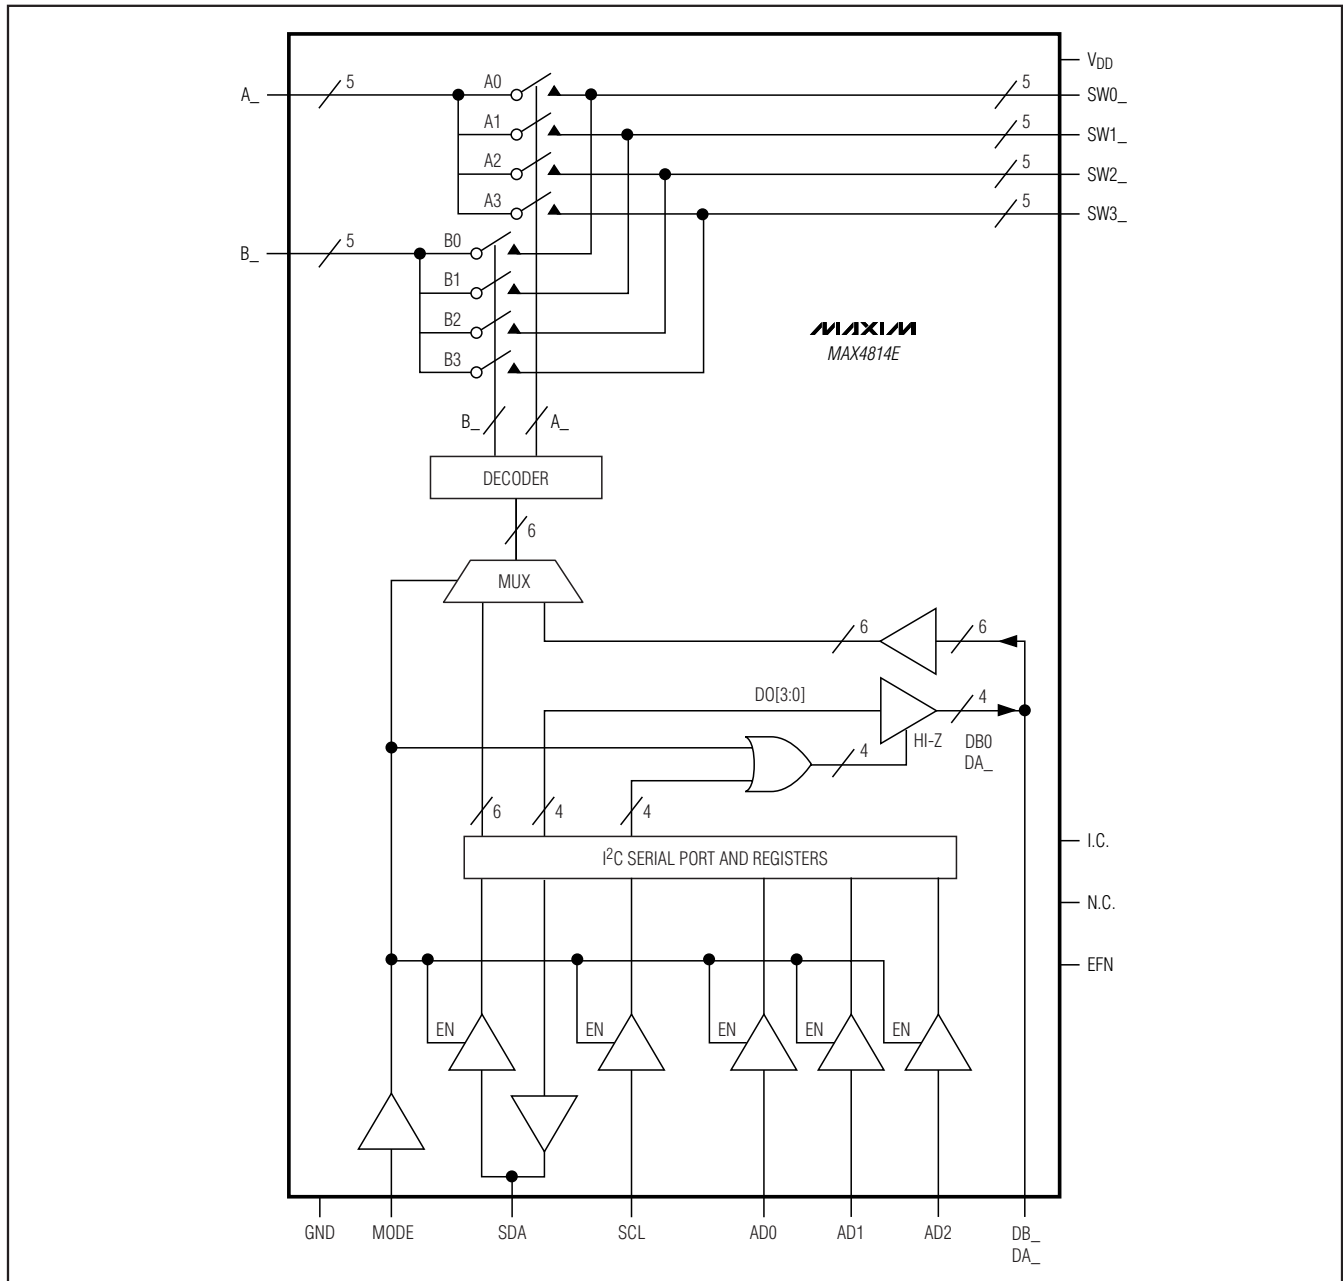 V_DD
A_ 5 A0 5 SW0_
A1 5 SW1_
A2 5 SW2_
A3 5 SW3_
B_ 5 B0
B1
B2
B3
MAXIM
MAX4814E
B_ A_
DECODER
6
MUX
6 6
DO[3:0] 4
HI-Z DB0
DA_
4
6 4 4
I²C SERIAL PORT AND REGISTERS
I.C.
N.C.
EFN
EN EN EN EN EN
GND MODE SDA SCL AD0 AD1 AD2 DB_
DA_